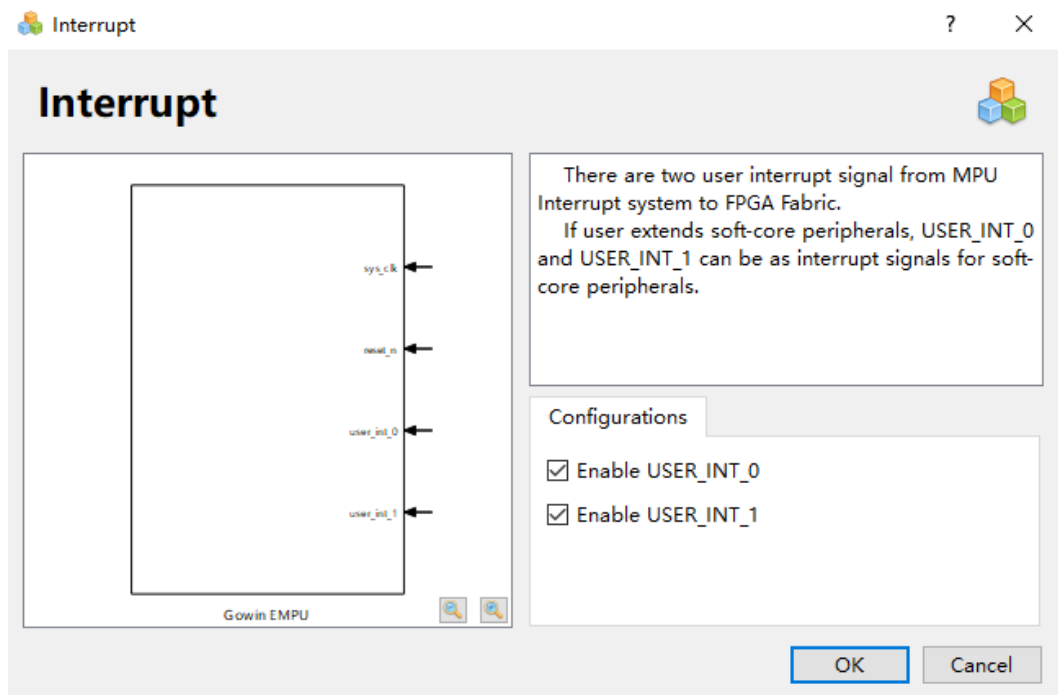 Interrupt
?
Interrupt
sys_clk
reset_n
user_int_0
user_int_1
Gowin EMPU
There are two user interrupt signal from MPU
Interrupt system to FPGA Fabric.
If user extends soft-core peripherals, USER_INT_0
and USER_INT_1 can be as interrupt signals for soft-
core peripherals.
Configurations
Enable USER_INT_0
Enable USER_INT_1
OK
Cancel